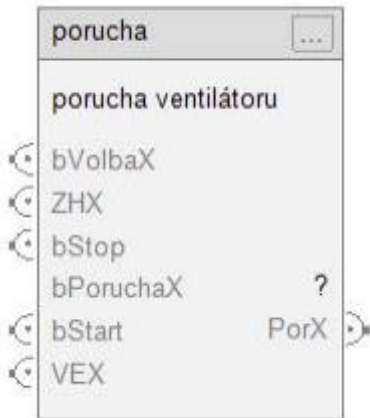 porucha ...
porucha ventilátoru
bVolbaX
ZHX
bStop
bPoruchaX ?
bStart PorX
VEX